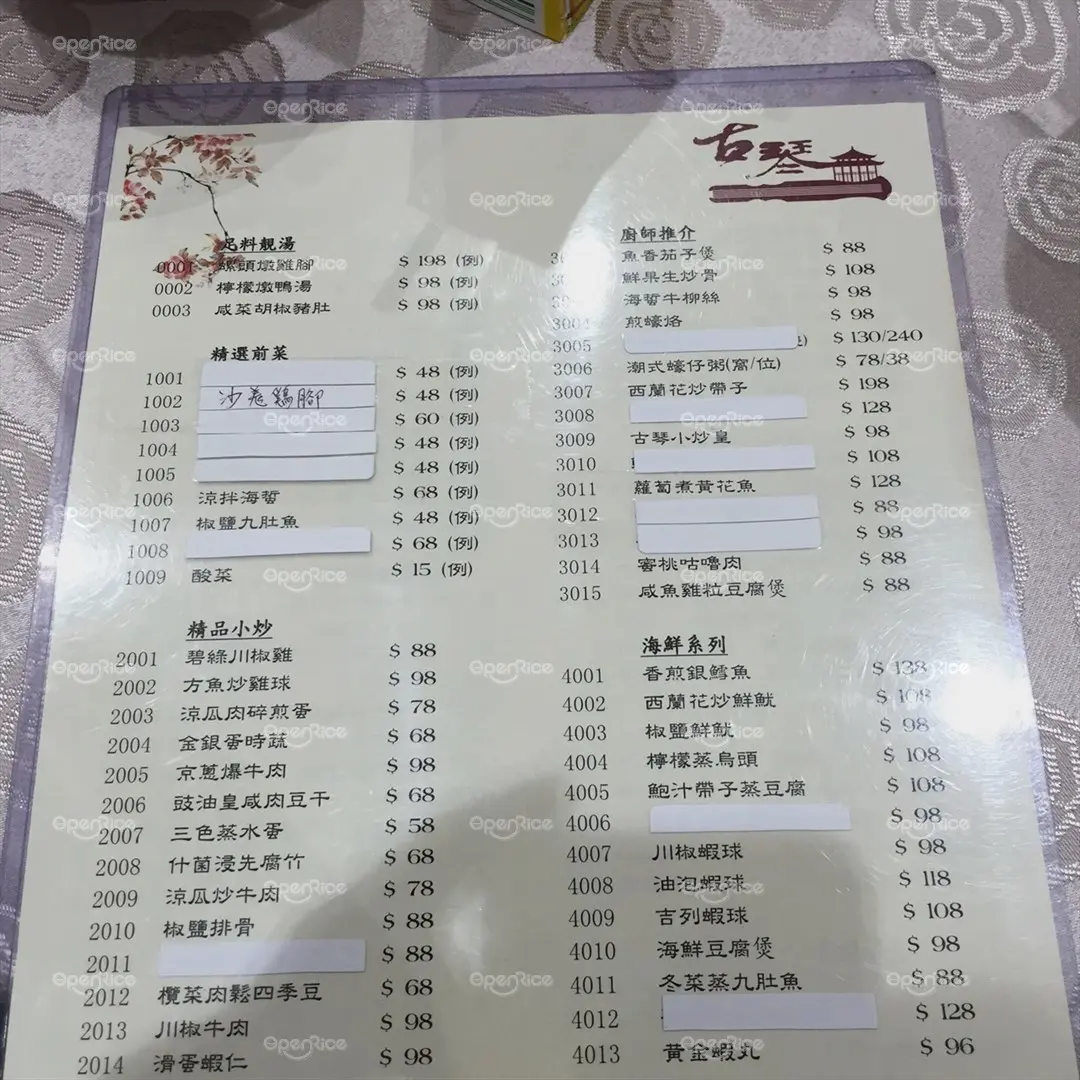 古琴
足料靚湯
0001 螺頭燉雞腳 $ 198 (例)
0002 檸檬燉鴨湯 $ 98 (例)
0003 咸菜胡椒豬肚 $ 98 (例)
精選前菜
1001 $ 48 (例)
1002 沙薑鷄腳 $ 48 (例)
1003 $ 60 (例)
1004 $ 48 (例)
1005 $ 48 (例)
1006 涼拌海蜇 $ 68 (例)
1007 椒鹽九肚魚 $ 48 (例)
1008 $ 68 (例)
1009 酸菜 $ 15 (例)
精品小炒
2001 碧綠川椒雞 $ 88
2002 方魚炒雞球 $ 98
2003 涼瓜肉碎煎蛋 $ 78
2004 金銀蛋時蔬 $ 68
2005 京蔥爆牛肉 $ 98
2006 豉油皇咸肉豆干 $ 68
2007 三色蒸水蛋 $ 58
2008 什菌浸先腐竹 $ 68
2009 涼瓜炒牛肉 $ 78
2010 椒鹽排骨 $ 88
2011 $ 88
2012 欖菜肉鬆四季豆 $ 68
2013 川椒牛肉 $ 98
2014 滑蛋蝦仁 $ 98
廚師推介
魚香茄子煲 $ 88
鮮果生炒骨 $ 108
海蜇牛柳絲 $ 98
3004 煎蠔烙 $ 98
3005 $ 130/240
3006 潮式蠔仔粥(窩/位) $ 78/38
3007 西蘭花炒帶子 $ 198
3008 $ 128
3009 古琴小炒皇 $ 98
3010 $ 108
3011 蘿蔔煮黃花魚 $ 128
3012 $ 88
3013 $ 98
3014 蜜桃咕嚕肉 $ 88
3015 咸魚雞粒豆腐煲 $ 88
海鮮系列
4001 香煎銀鱈魚 $ 138
4002 西蘭花炒鮮魷 $ 108
4003 椒鹽鮮魷 $ 98
4004 檸檬蒸烏頭 $ 108
4005 鮑汁帶子蒸豆腐 $ 108
4006 $ 98
4007 川椒蝦球 $ 98
4008 油泡蝦球 $ 118
4009 吉列蝦球 $ 108
4010 海鮮豆腐煲 $ 98
4011 冬菜蒸九肚魚 $ 88
4012 $ 128
4013 黃金蝦丸 $ 96
OpenRice